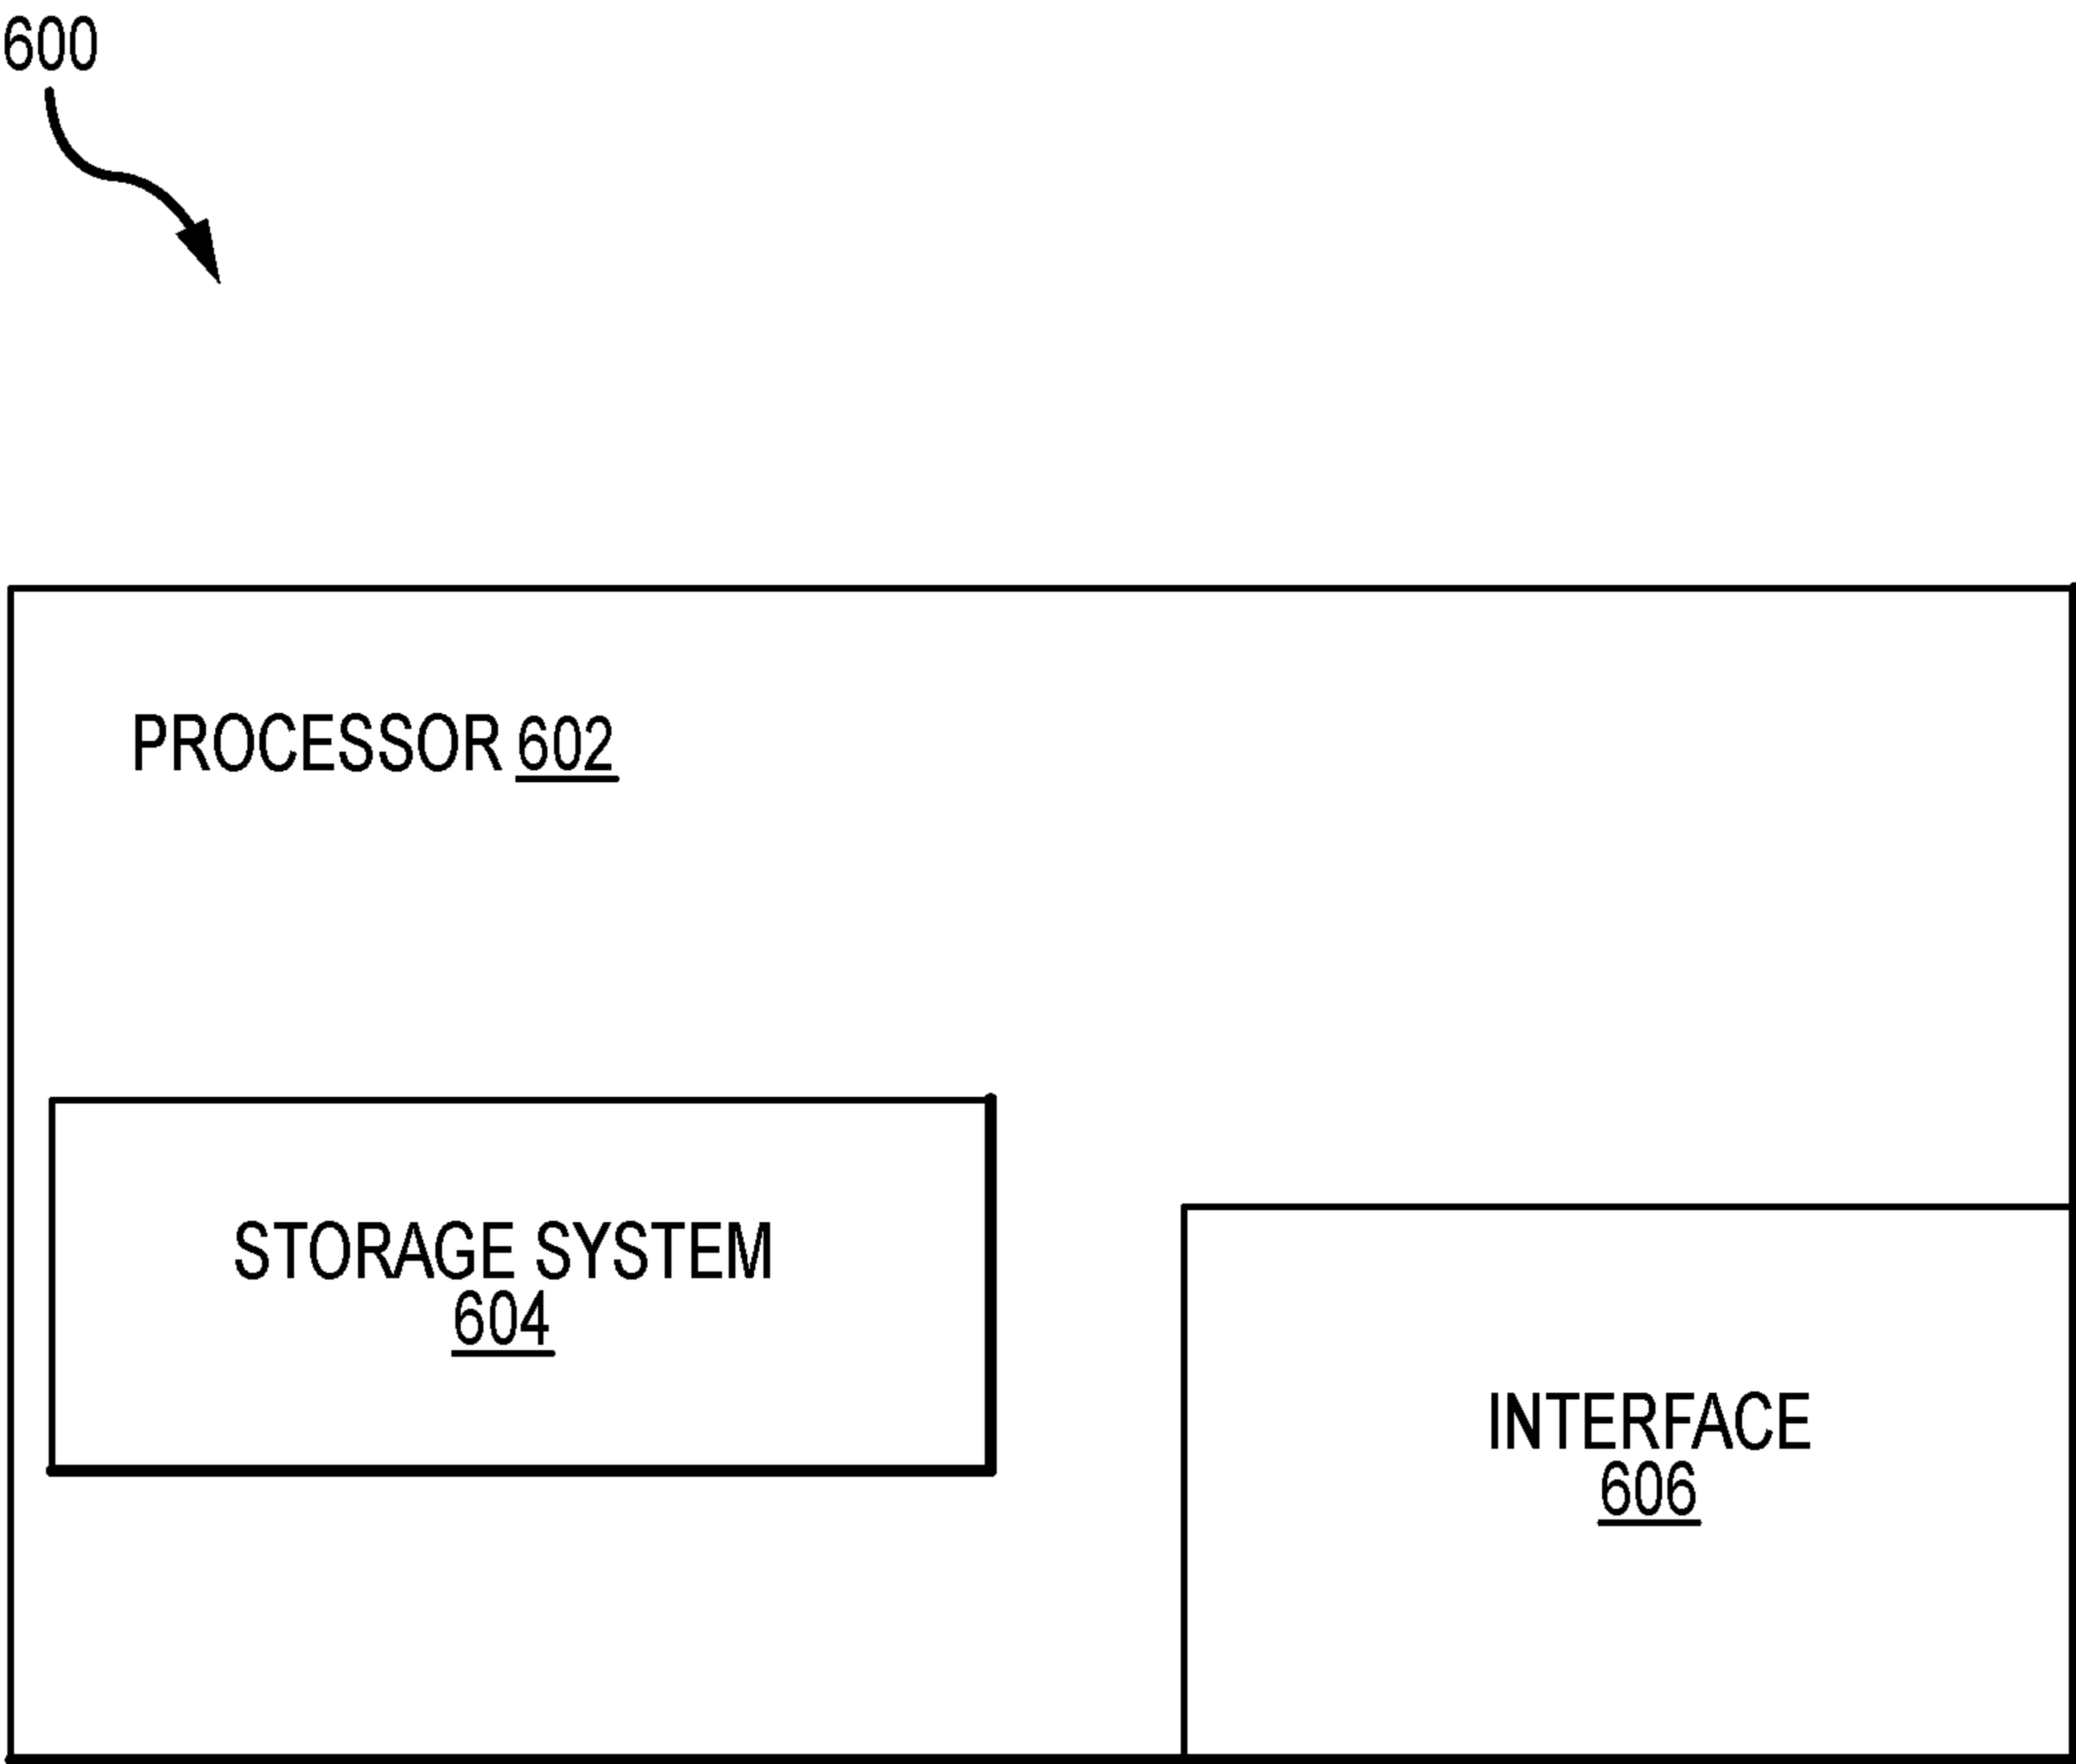 600
PROCESSOR 602
STORAGE SYSTEM
604
INTERFACE
606